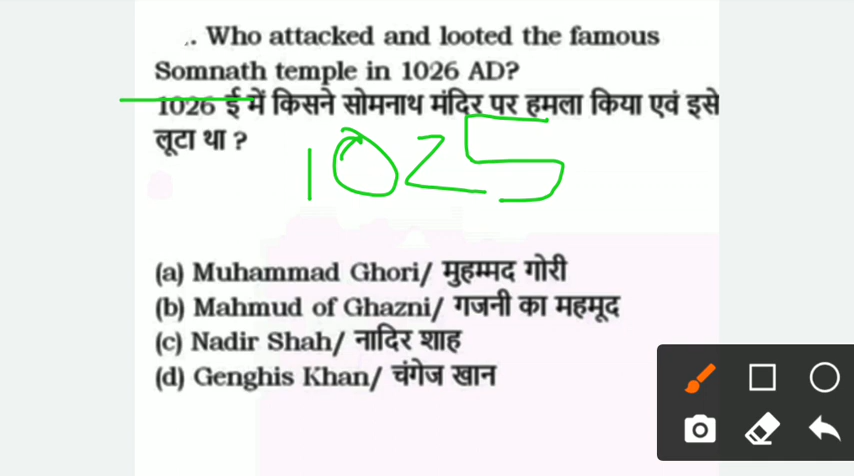 .. Who attacked and looted the famous
Somnath temple in 1026 AD?
1026 ई में किसने सोमनाथ मंदिर पर हमला किया एवं इसे
लूटा था ?
1025
(a) Muhammad Ghori/ मुहम्मद गोरी
(b) Mahmud of Ghazni/ गजनी का महमूद
(c) Nadir Shah/ नादिर शाह
(d) Genghis Khan/ चंगेज खान